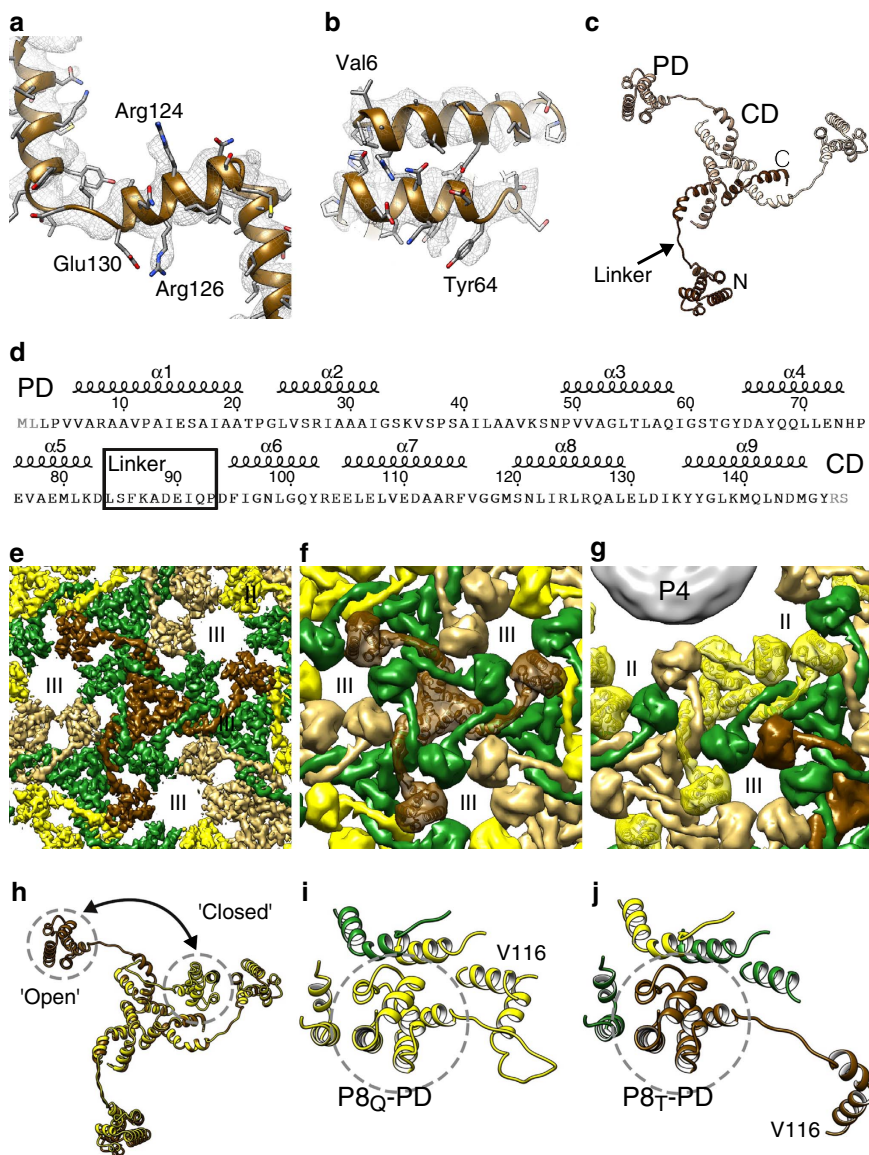 a
Arg124
Glu130
Arg126
b
Val6
Tyr64
c
PD
CD
C
Linker
N
d
PD
α1 α2 α3 α4
10 20 30 40 50 60 70
MLLPVVARAAVPAIESAIAATPGLVSRIAAAIGSKVSPSAILAAVKSNPVVAGLTLAQIGSTGYDAYQQLLENHP
α5 Linker α6 α7 α8 α9 CD
80 90 100 110 120 130 140
EVAEMLKDLSFKADEIQPDFIGNLGQYREELELVEDAARFVGGMSNLIRLRQALELDIKYYGLKMQLNDMGYRS
e
II
III
III
III
III
f
III
III
III
g
P4
II
II
III
h
'Closed'
'Open'
i
V116
P8Q-PD
j
P8T-PD
V116